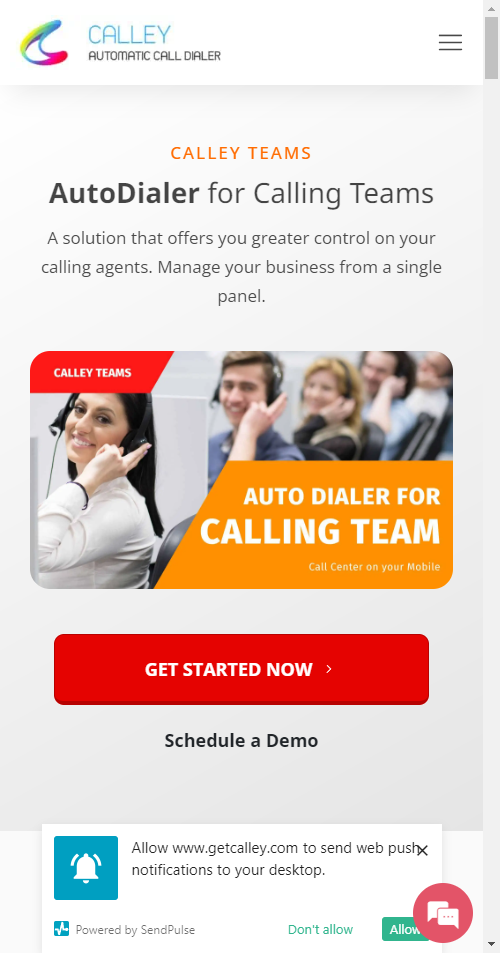 CALLEY
AUTOMATIC CALL DIALER
CALLEY TEAMS
AutoDialer for Calling Teams
A solution that offers you greater control on your
calling agents. Manage your business from a single
panel.
CALLEY TEAMS
AUTO DIALER FOR
CALLING TEAM
Call Center on your Mobile
GET STARTED NOW
Schedule a Demo
Allow www.getcalley.com to send web push
notifications to your desktop.
Powered by SendPulse
Don't allow
Allow